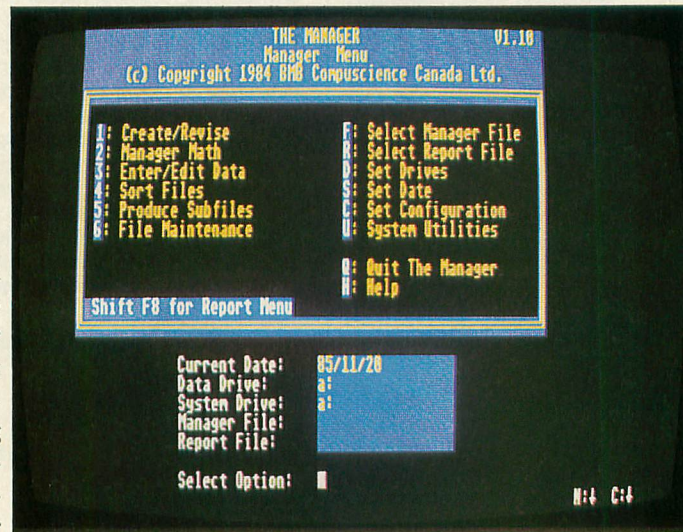 THE MANAGER V1.10
Manager Menu
(c) Copyright 1984 BMB Compuscience Canada Ltd.
1: Create/Revise
2: Manager Math
3: Enter/Edit Data
4: Sort Files
5: Produce Subfiles
6: File Maintenance
F: Select Manager File
R: Select Report File
D: Set Drives
S: Set Date
C: Set Configuration
U: System Utilities
Q: Quit The Manager
H: Help
Shift F8 for Report Menu
Current Date: 85/11/20
Data Drive: a:
System Drive: a:
Manager File:
Report File:
Select Option:
N:↓ C:↓